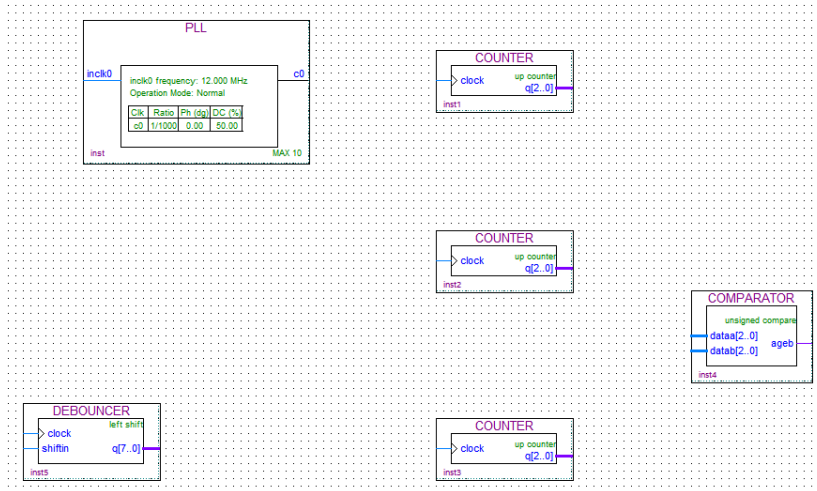 PLL
inclk0
c0
inclk0 frequency: 12.000 MHz
Operation Mode: Normal
Clk Ratio Ph (dg) DC (%)
c0 1/1000 0.00 50.00
inst
MAX 10
COUNTER
up counter
clock
q[2..0]
inst1
COUNTER
up counter
clock
q[2..0]
inst2
COMPARATOR
unsigned compare
dataa[2..0]
ageb
datab[2..0]
inst4
DEBOUNCER
left shift
clock
shiftin q[7..0]
inst5
COUNTER
up counter
clock
q[2..0]
inst3